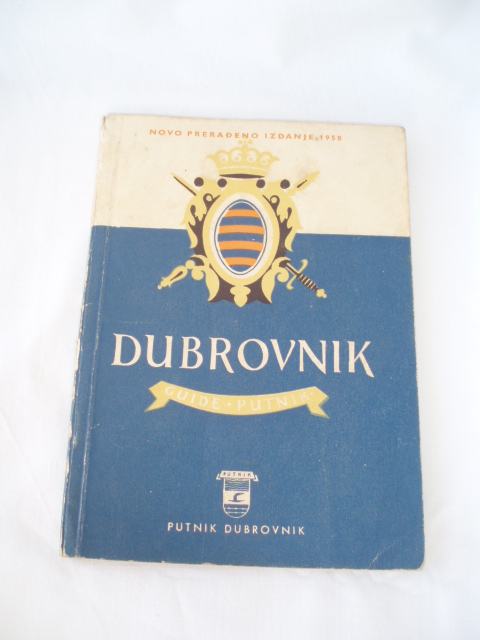 NOVO PRERAĐENO IZDANJE 1958
DUBROVNIK
GUIDE • PUTNIK
PUTNIK
PUTNIK DUBROVNIK